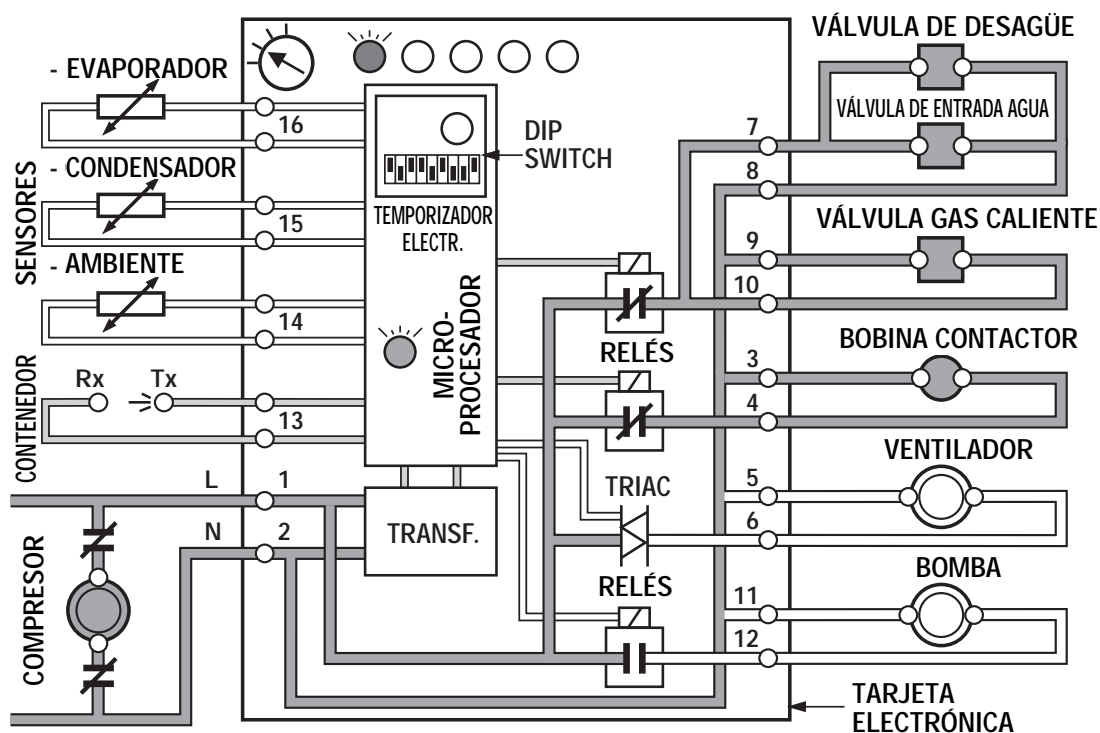 VÁLVULA DE DESAGÜE
- EVAPORADOR
VÁLVULA DE ENTRADA AGUA
16
DIP
SWITCH
7
8
SENSORES
- CONDENSADOR
15
TEMPORIZADOR
ELECTR.
VÁLVULA GAS CALIENTE
9
10
- AMBIENTE
14
MICRO-
PROCESADOR
RELÉS
BOBINA CONTACTOR
3
4
CONTENEDOR
Rx
Tx
13
VENTILADOR
L
1
TRIAC
5
6
N
2
TRANSF.
RELÉS
BOMBA
COMPRESOR
11
12
TARJETA
ELECTRÓNICA